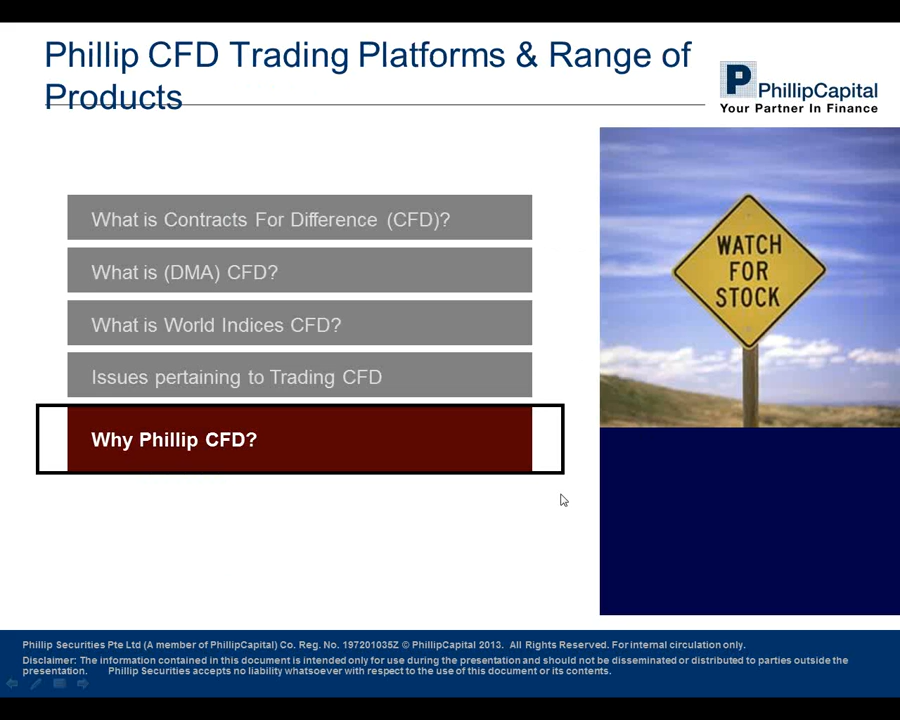 Phillip CFD Trading Platforms & Range of
Products
P PhillipCapital
Your Partner In Finance
WATCH
FOR
STOCK
What is Contracts For Difference (CFD)?
What is (DMA) CFD?
What is World Indices CFD?
Issues pertaining to Trading CFD
Why Phillip CFD?
Phillip Securities Pte Ltd (A member of PhillipCapital) Co. Reg. No. 197201035Z © PhillipCapital 2013. All Rights Reserved. For internal circulation only.
Disclaimer: The information contained in this document is intended only for use during the presentation and should not be disseminated or distributed to parties outside the
presentation. Phillip Securities accepts no liability whatsoever with respect to the use of this document or its contents.